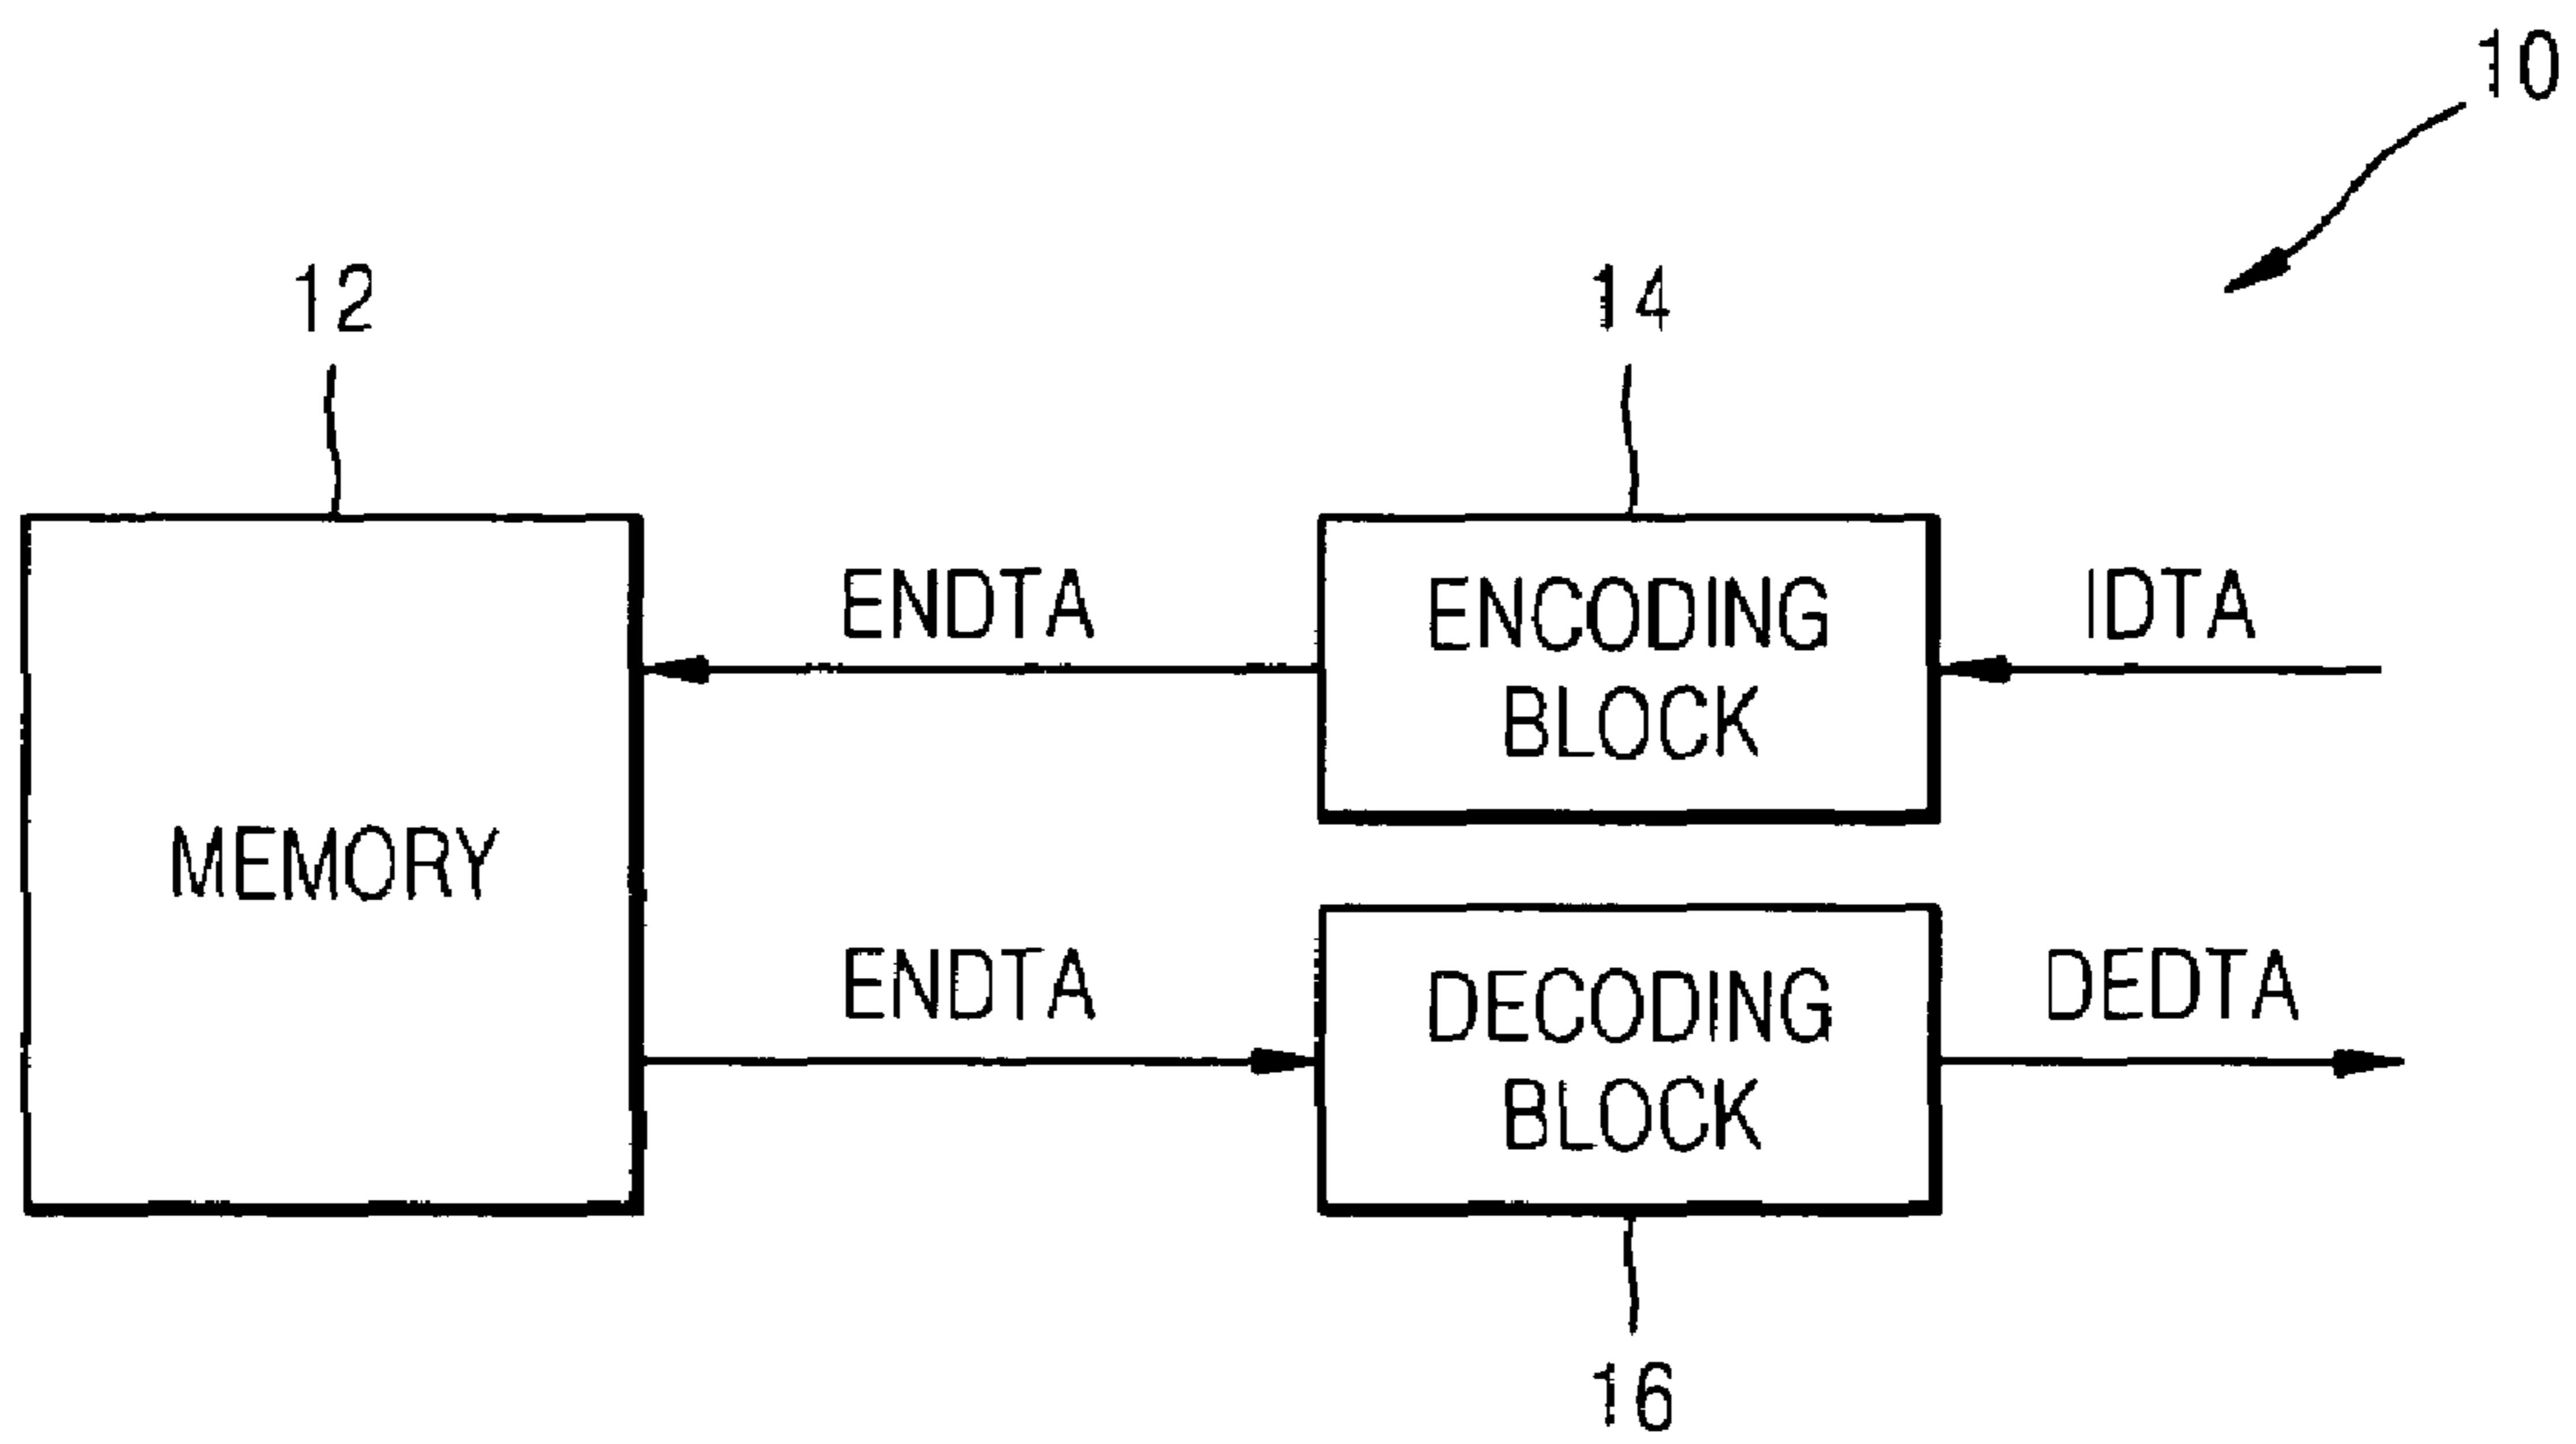 10
12
14
ENDTA
ENCODING
BLOCK
IDTA
MEMORY
ENDTA
DECODING
BLOCK
DEDTA
16